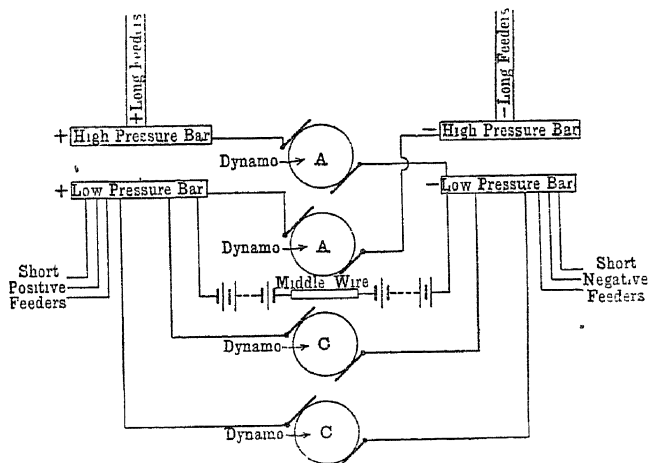 +Long Feeders
-Long Feeders
+ High Pressure Bar
- High Pressure Bar
Dynamo A
+ Low Pressure Bar
- Low Pressure Bar
Dynamo A
Middle Wire
Short
Positive
Feeders
Short
Negative
Feeders
Dynamo C
Dynamo C